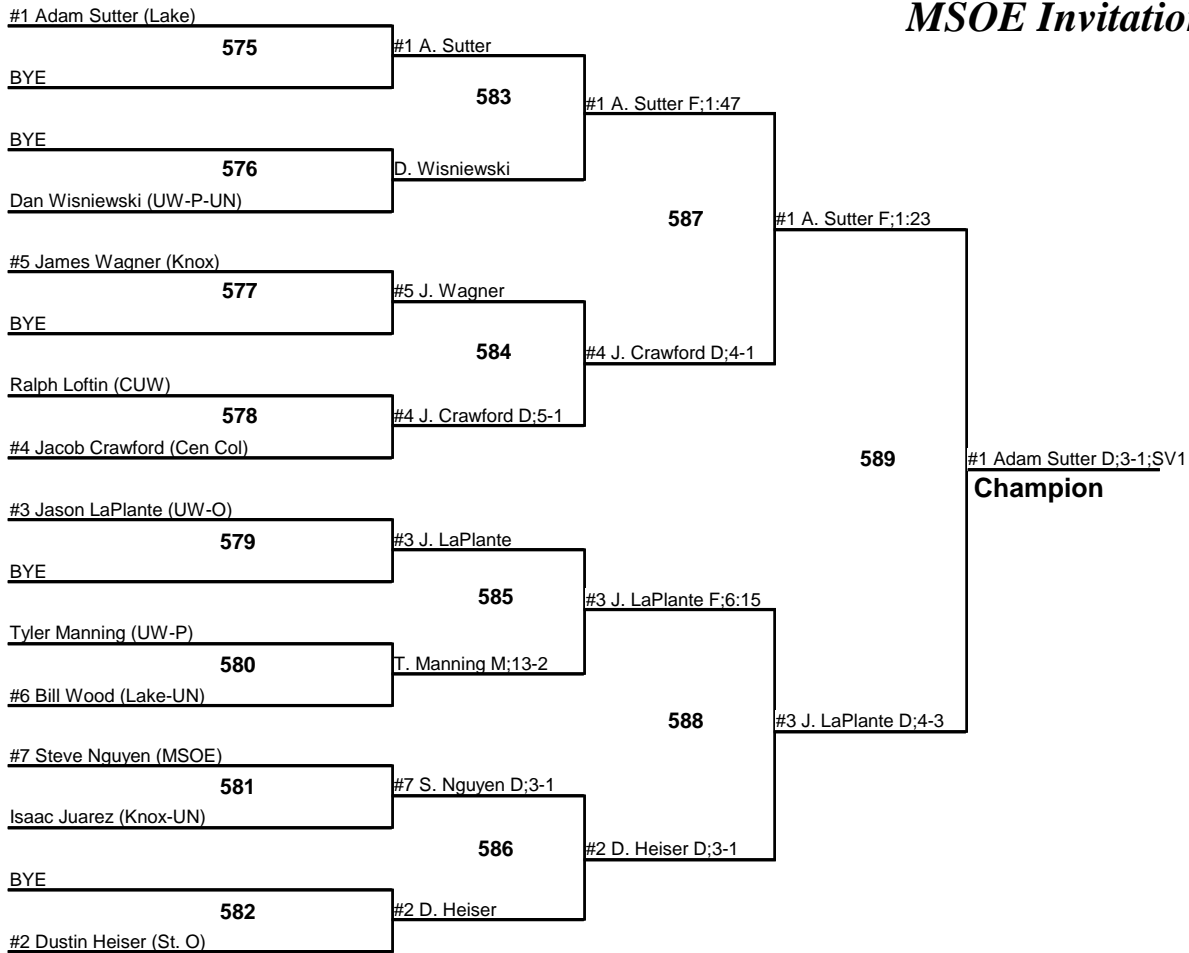 MSOE Invitation
#1 Adam Sutter (Lake)
575
#1 A. Sutter
BYE
583
#1 A. Sutter F;1:47
BYE
576
D. Wisniewski
Dan Wisniewski (UW-P-UN)
587
#1 A. Sutter F;1:23
#5 James Wagner (Knox)
577
#5 J. Wagner
BYE
584
#4 J. Crawford D;4-1
Ralph Loftin (CUW)
578
#4 J. Crawford D;5-1
#4 Jacob Crawford (Cen Col)
589
#1 Adam Sutter D;3-1;SV1
Champion
#3 Jason LaPlante (UW-O)
579
#3 J. LaPlante
BYE
585
#3 J. LaPlante F;6:15
Tyler Manning (UW-P)
580
T. Manning M;13-2
#6 Bill Wood (Lake-UN)
588
#3 J. LaPlante D;4-3
#7 Steve Nguyen (MSOE)
581
#7 S. Nguyen D;3-1
Isaac Juarez (Knox-UN)
586
#2 D. Heiser D;3-1
BYE
582
#2 D. Heiser
#2 Dustin Heiser (St. O)